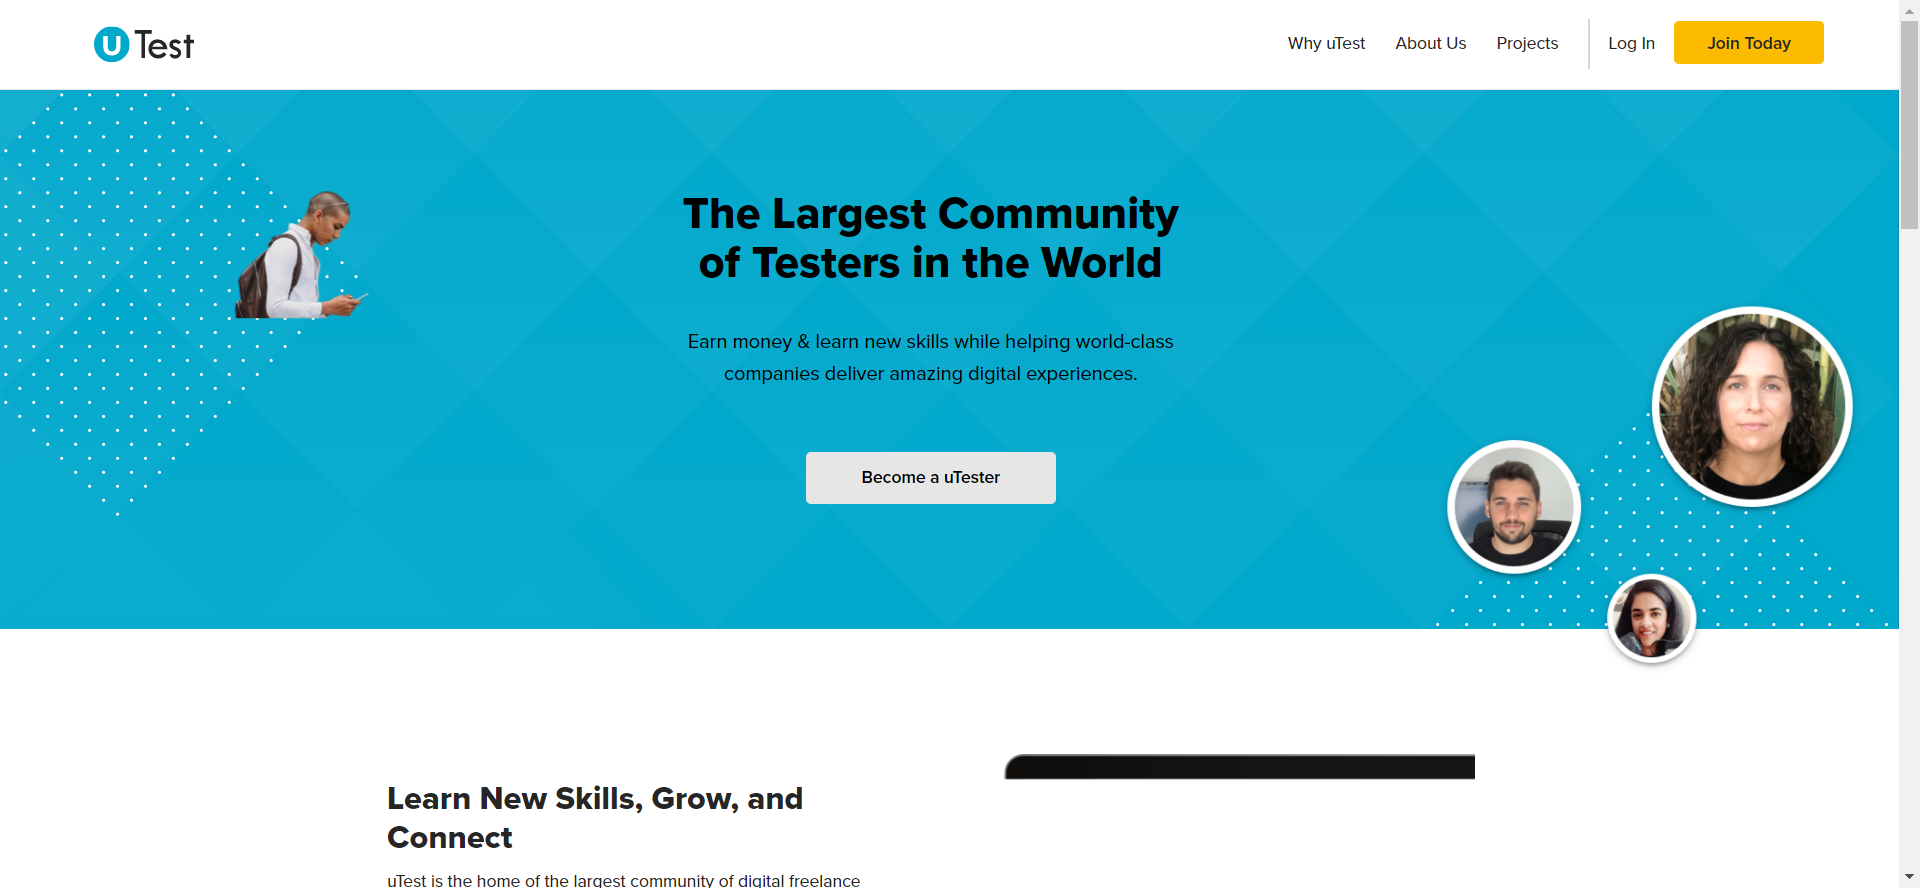 uTest
Why uTest
About Us
Projects
Log In
Join Today
The Largest Community
of Testers in the World
Earn money & learn new skills while helping world-class
companies deliver amazing digital experiences.
Become a uTester
Learn New Skills, Grow, and
Connect
uTest is the home of the largest community of digital freelance